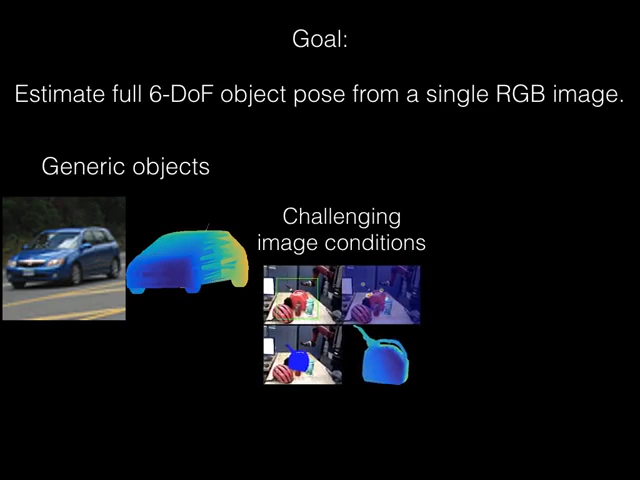 Goal:
Estimate full 6-DoF object pose from a single RGB image.
Generic objects
Challenging
image conditions